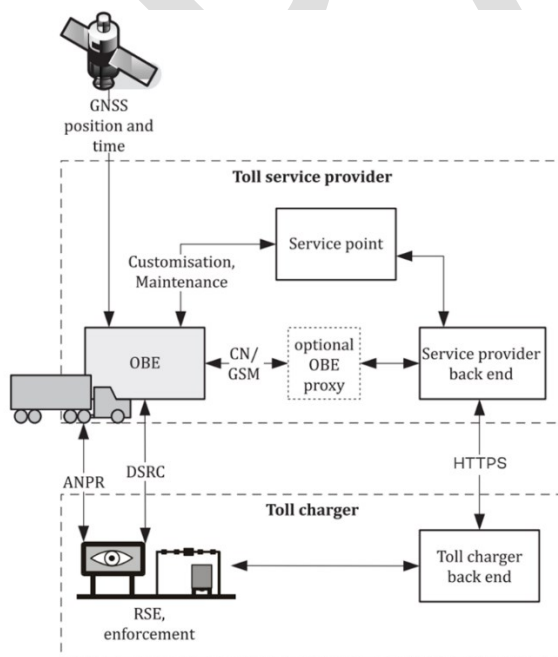 GNSS
position and
time
Toll service provider
Service point
Customisation,
Maintenance
OBE
CN/
GSM
optional
OBE
proxy
Service provider
back end
ANPR
DSRC
HTTPS
Toll charger
RSE,
enforcement
Toll charger
back end